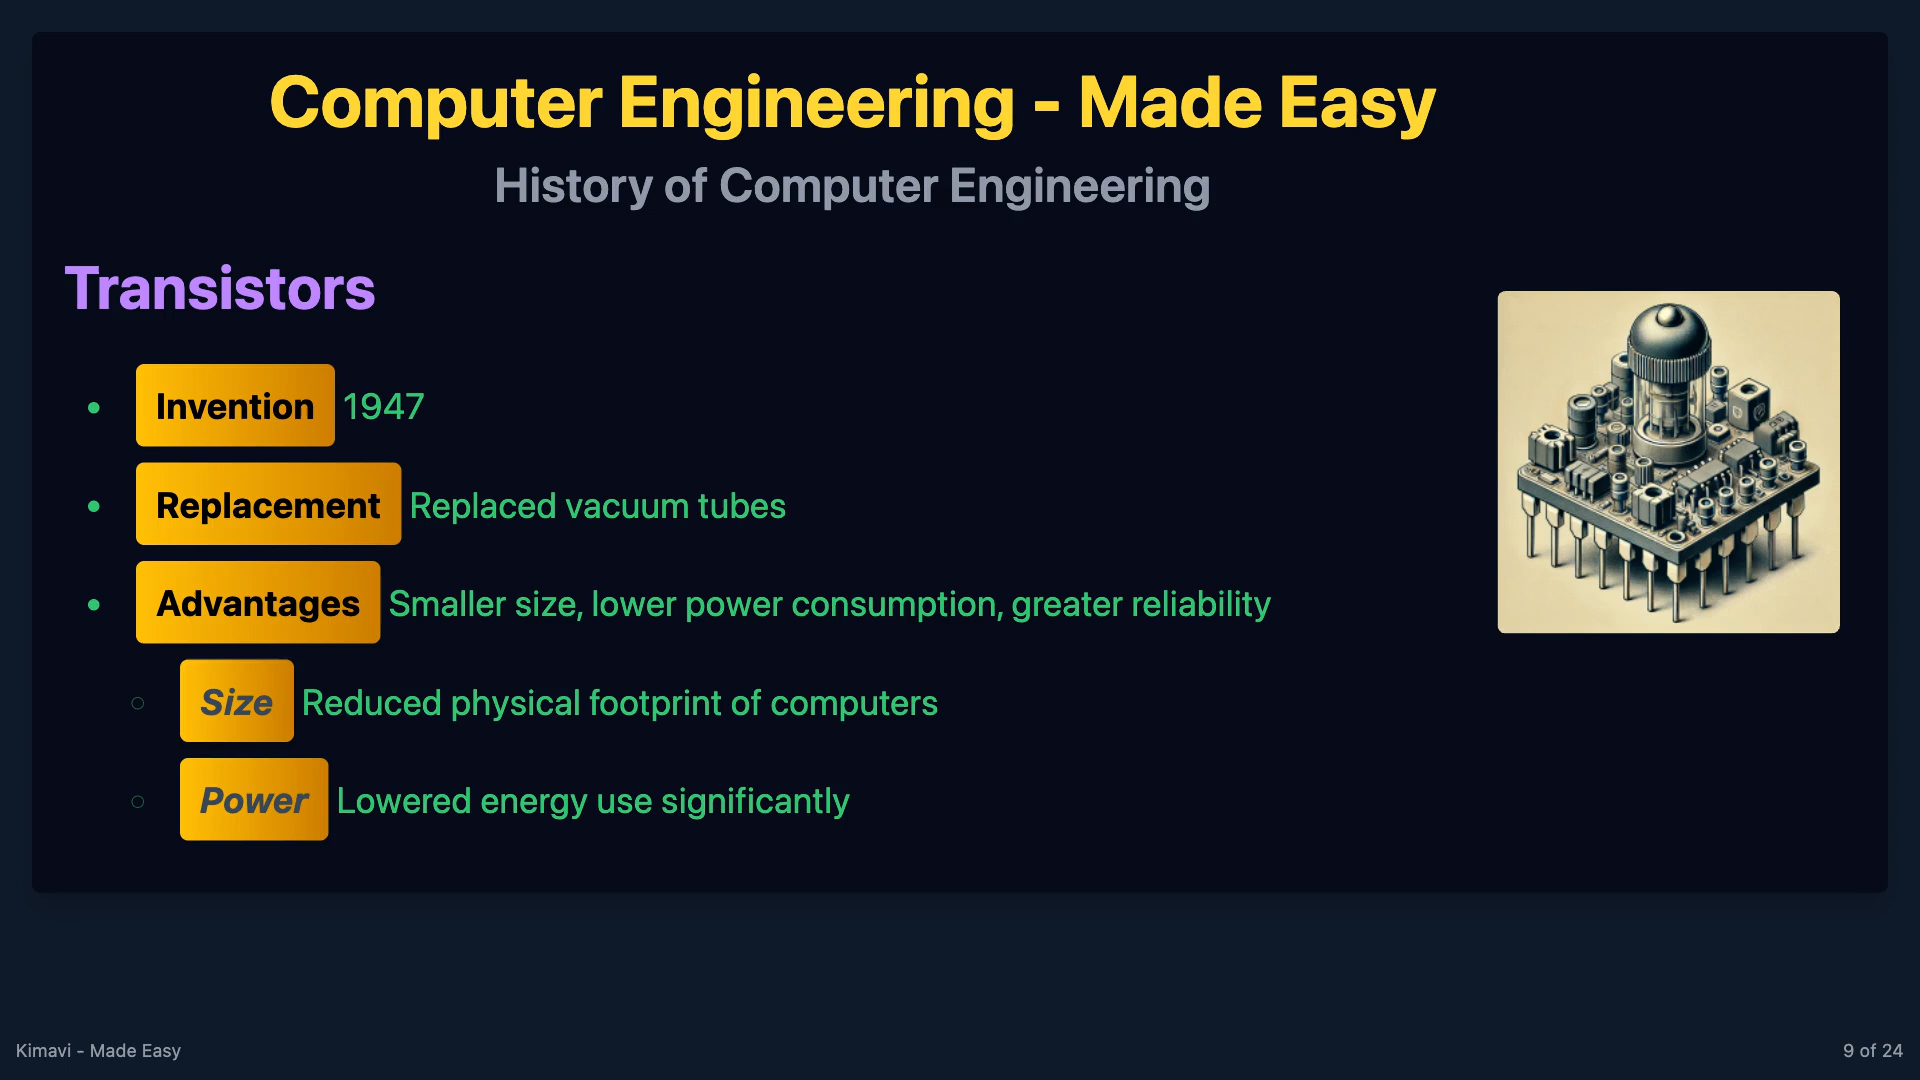 Computer Engineering - Made Easy
History of Computer Engineering
Transistors
Invention 1947
Replacement Replaced vacuum tubes
Advantages Smaller size, lower power consumption, greater reliability
Size Reduced physical footprint of computers
Power Lowered energy use significantly
Kimavi - Made Easy
9 of 24